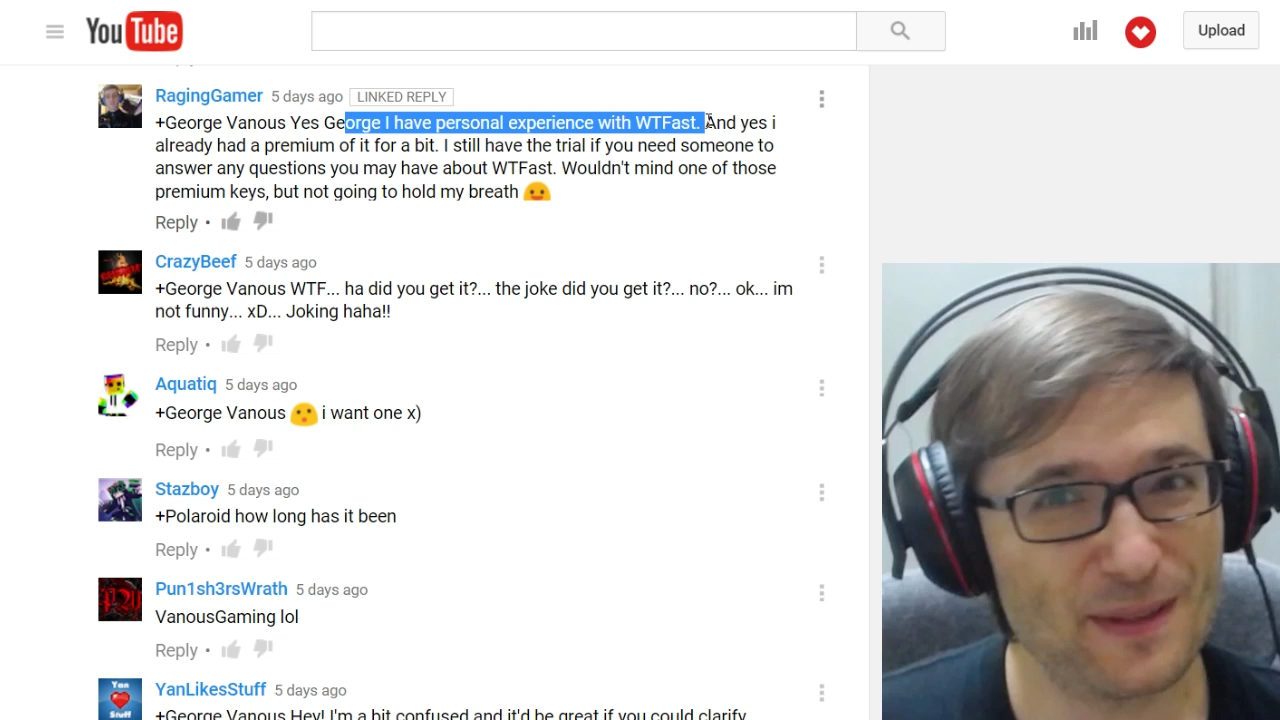 YouTube
Upload
RagingGamer 5 days ago LINKED REPLY
+George Vanous Yes George I have personal experience with WTFast. And yes i
already had a premium of it for a bit. I still have the trial if you need someone to
answer any questions you may have about WTFast. Wouldn't mind one of those
premium keys, but not going to hold my breath
Reply •
CrazyBeef 5 days ago
+George Vanous WTF... ha did you get it?... the joke did you get it?... no?... ok... im
not funny... xD... Joking haha!!
Reply •
Aquatiq 5 days ago
+George Vanous i want one x)
Reply •
Stazboy 5 days ago
+Polaroid how long has it been
Reply •
Pun1sh3rsWrath 5 days ago
VanousGaming lol
Reply •
Yan
Stuff
YanLikesStuff 5 days ago
+George Vanous Hey! I'm a bit confused and it'd be great if you could clarify